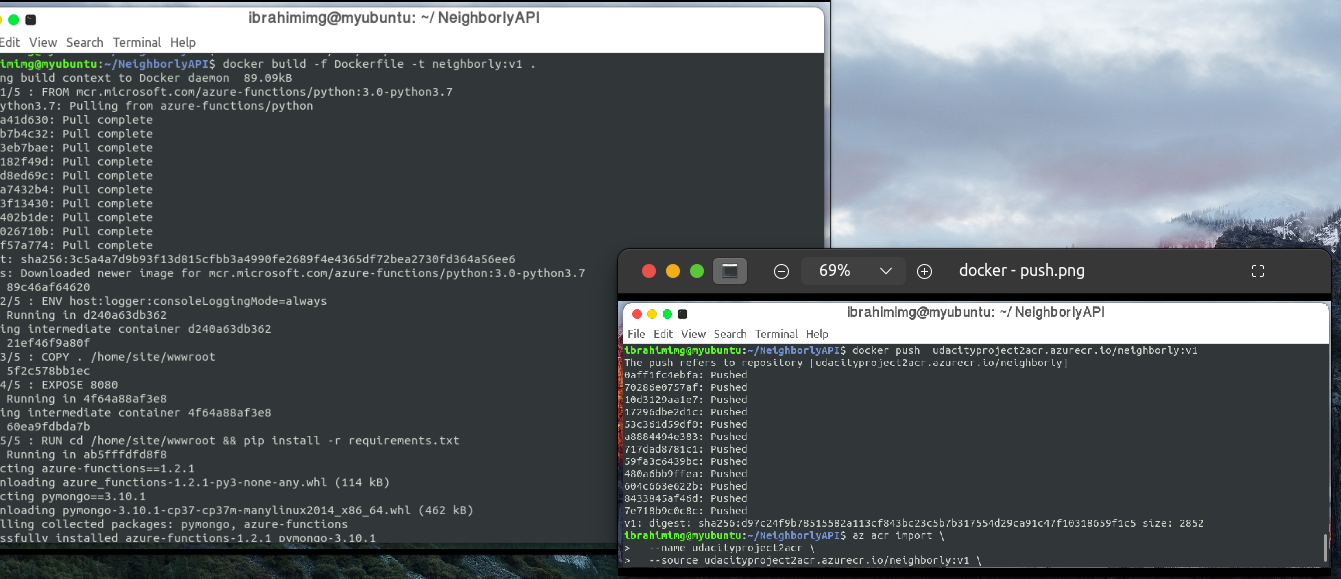 ibrahimimg@myubuntu: ~/NeighborlyAPI
Edit View Search Terminal Help
imimg@myubuntu:~/NeighborlyAPI$ docker build -f Dockerfile -t neighborly:v1 .
ng build context to Docker daemon  89.09kB
1/5 : FROM mcr.microsoft.com/azure-functions/python:3.0-python3.7
ython3.7: Pulling from azure-functions/python
a41d630: Pull complete
b7b4c32: Pull complete
3eb7bae: Pull complete
182f49d: Pull complete
d8ed69c: Pull complete
a7432b4: Pull complete
3f13430: Pull complete
402b1de: Pull complete
026710b: Pull complete
f57a774: Pull complete
t: sha256:3c5a4a7d9b93f13d815cfbb3a4990fe2689f4e4365df72bea2730fd364a56ee6
s: Downloaded newer image for mcr.microsoft.com/azure-functions/python:3.0-python3.7
89c46af64620
2/5 : ENV host:logger:consoleLoggingMode=always
Running in d240a63db362
ing intermediate container d240a63db362
21ef46f9a80f
3/5 : COPY . /home/site/wwwroot
5f2c578bb1ec
4/5 : EXPOSE 8080
Running in 4f64a88af3e8
ing intermediate container 4f64a88af3e8
60ea9fdbda7b
5/5 : RUN cd /home/site/wwwroot && pip install -r requirements.txt
Running in ab5fffdfd8f8
cting azure-functions==1.2.1
nloading azure_functions-1.2.1-py3-none-any.whl (114 kB)
cting pymongo==3.10.1
nloading pymongo-3.10.1-cp37-cp37m-manylinux2014_x86_64.whl (462 kB)
lling collected packages: pymongo, azure-functions
ssfully installed azure-functions-1.2.1 pymongo-3.10.1
69%
docker - push.png
ibrahimimg@myubuntu: ~/NeighborlyAPI
File Edit View Search Terminal Help
ibrahimimg@myubuntu:~/NeighborlyAPI$ docker push  udacityproject2acr.azurecr.io/neighborly:v1
The push refers to repository [udacityproject2acr.azurecr.io/neighborly]
0aff1fc4ebfa: Pushed
70286e0757af: Pushed
10d3129aa1e7: Pushed
17296dbe2d1c: Pushed
53c361d59df0: Pushed
a8884494e383: Pushed
717dad8781c1: Pushed
59fa3c6439bc: Pushed
480a6bb9ffea: Pushed
604c663e622b: Pushed
8433845af46d: Pushed
7e718b9c0c8c: Pushed
v1: digest: sha256:d97c24f9b78515582a113cf843bc23c5b7b317554d29ca91c47f10318659f1c5 size: 2852
ibrahimimg@myubuntu:~/NeighborlyAPI$ az acr import \
>   --name udacityproject2acr \
>   --source udacityproject2acr.azurecr.io/neighborly:v1 \